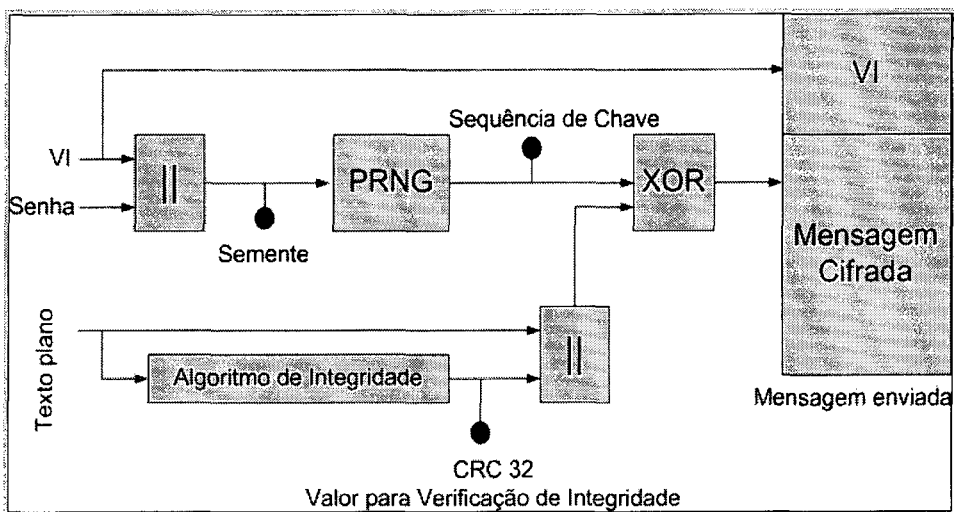 VI
Sequência de Chave
VI
||
PRNG
XOR
Senha
Semente
Mensagem
Cifrada
Texto plano
||
Algoritmo de Integridade
Mensagem enviada
CRC 32
Valor para Verificação de Integridade